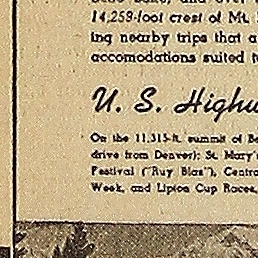 14,259-foot crest of Mt.
ing nearby trips that a
accomodations suited t
U. S. Highw
On the 11,315-ft. summit of Be
drive from Denver); St. Mary'
Festival ("Ruy Blas"), Centra
Week, and Lipton Cup Races,